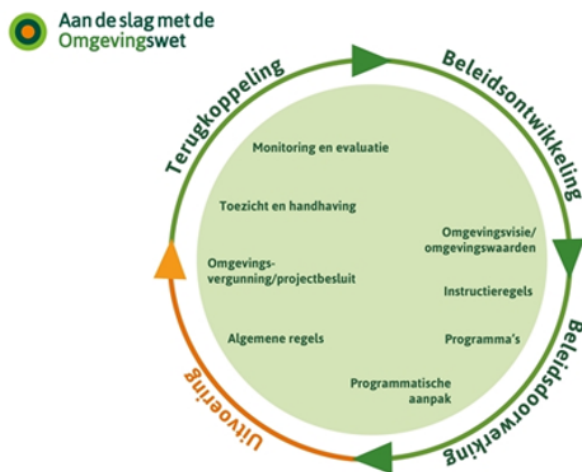 Aan de slag met de
Omgevingswet
Terugkoppeling
Beleidsontwikkeling
Monitoring en evaluatie
Toezicht en handhaving
Omgevingsvisie/
omgevingswaarden
Omgevings-
vergunning/projectbesluit
Instructieregels
Algemene regels
Programma's
Programmatische
aanpak
Uitvoering
Beleidsdoorwerking